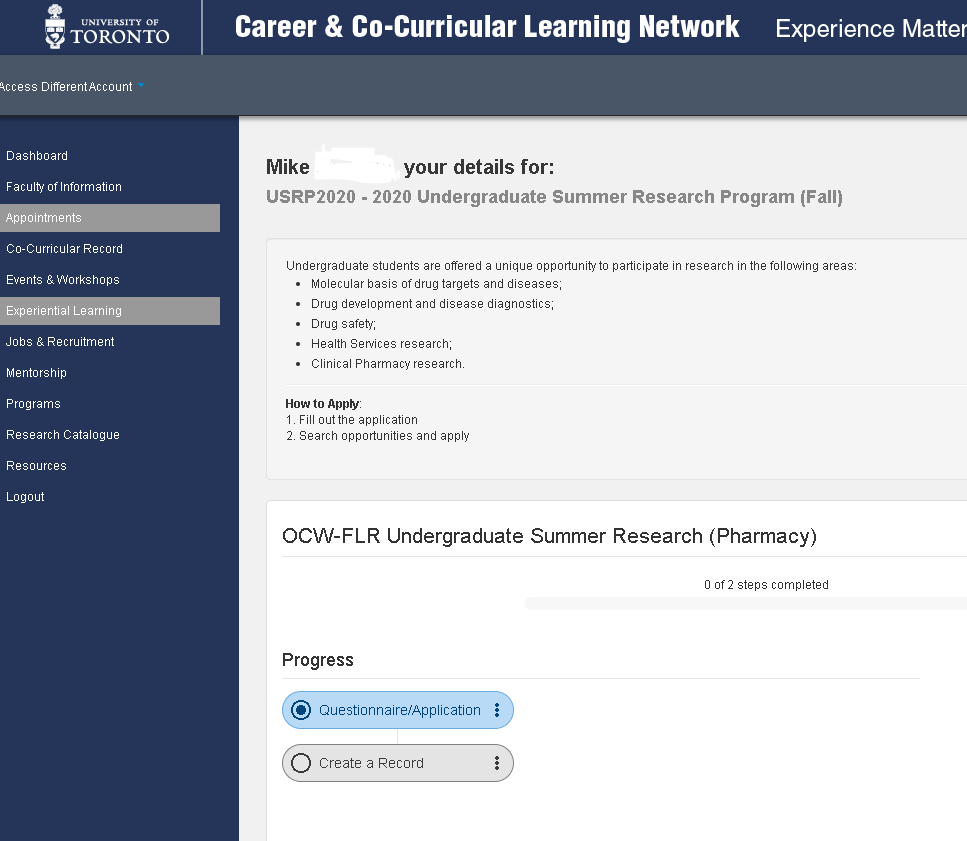 UNIVERSITY OF
TORONTO
Career & Co-Curricular Learning Network
Experience Matter
Access Different Account
Dashboard
Faculty of Information
Appointments
Co-Curricular Record
Events & Workshops
Experiential Learning
Jobs & Recruitment
Mentorship
Programs
Research Catalogue
Resources
Logout
Mike your details for:
USRP2020 - 2020 Undergraduate Summer Research Program (Fall)
Undergraduate students are offered a unique opportunity to participate in research in the following areas:
• Molecular basis of drug targets and diseases;
• Drug development and disease diagnostics;
• Drug safety;
• Health Services research;
• Clinical Pharmacy research.
How to Apply:
1. Fill out the application
2. Search opportunities and apply
OCW-FLR Undergraduate Summer Research (Pharmacy)
0 of 2 steps completed
Progress
Questionnaire/Application
Create a Record